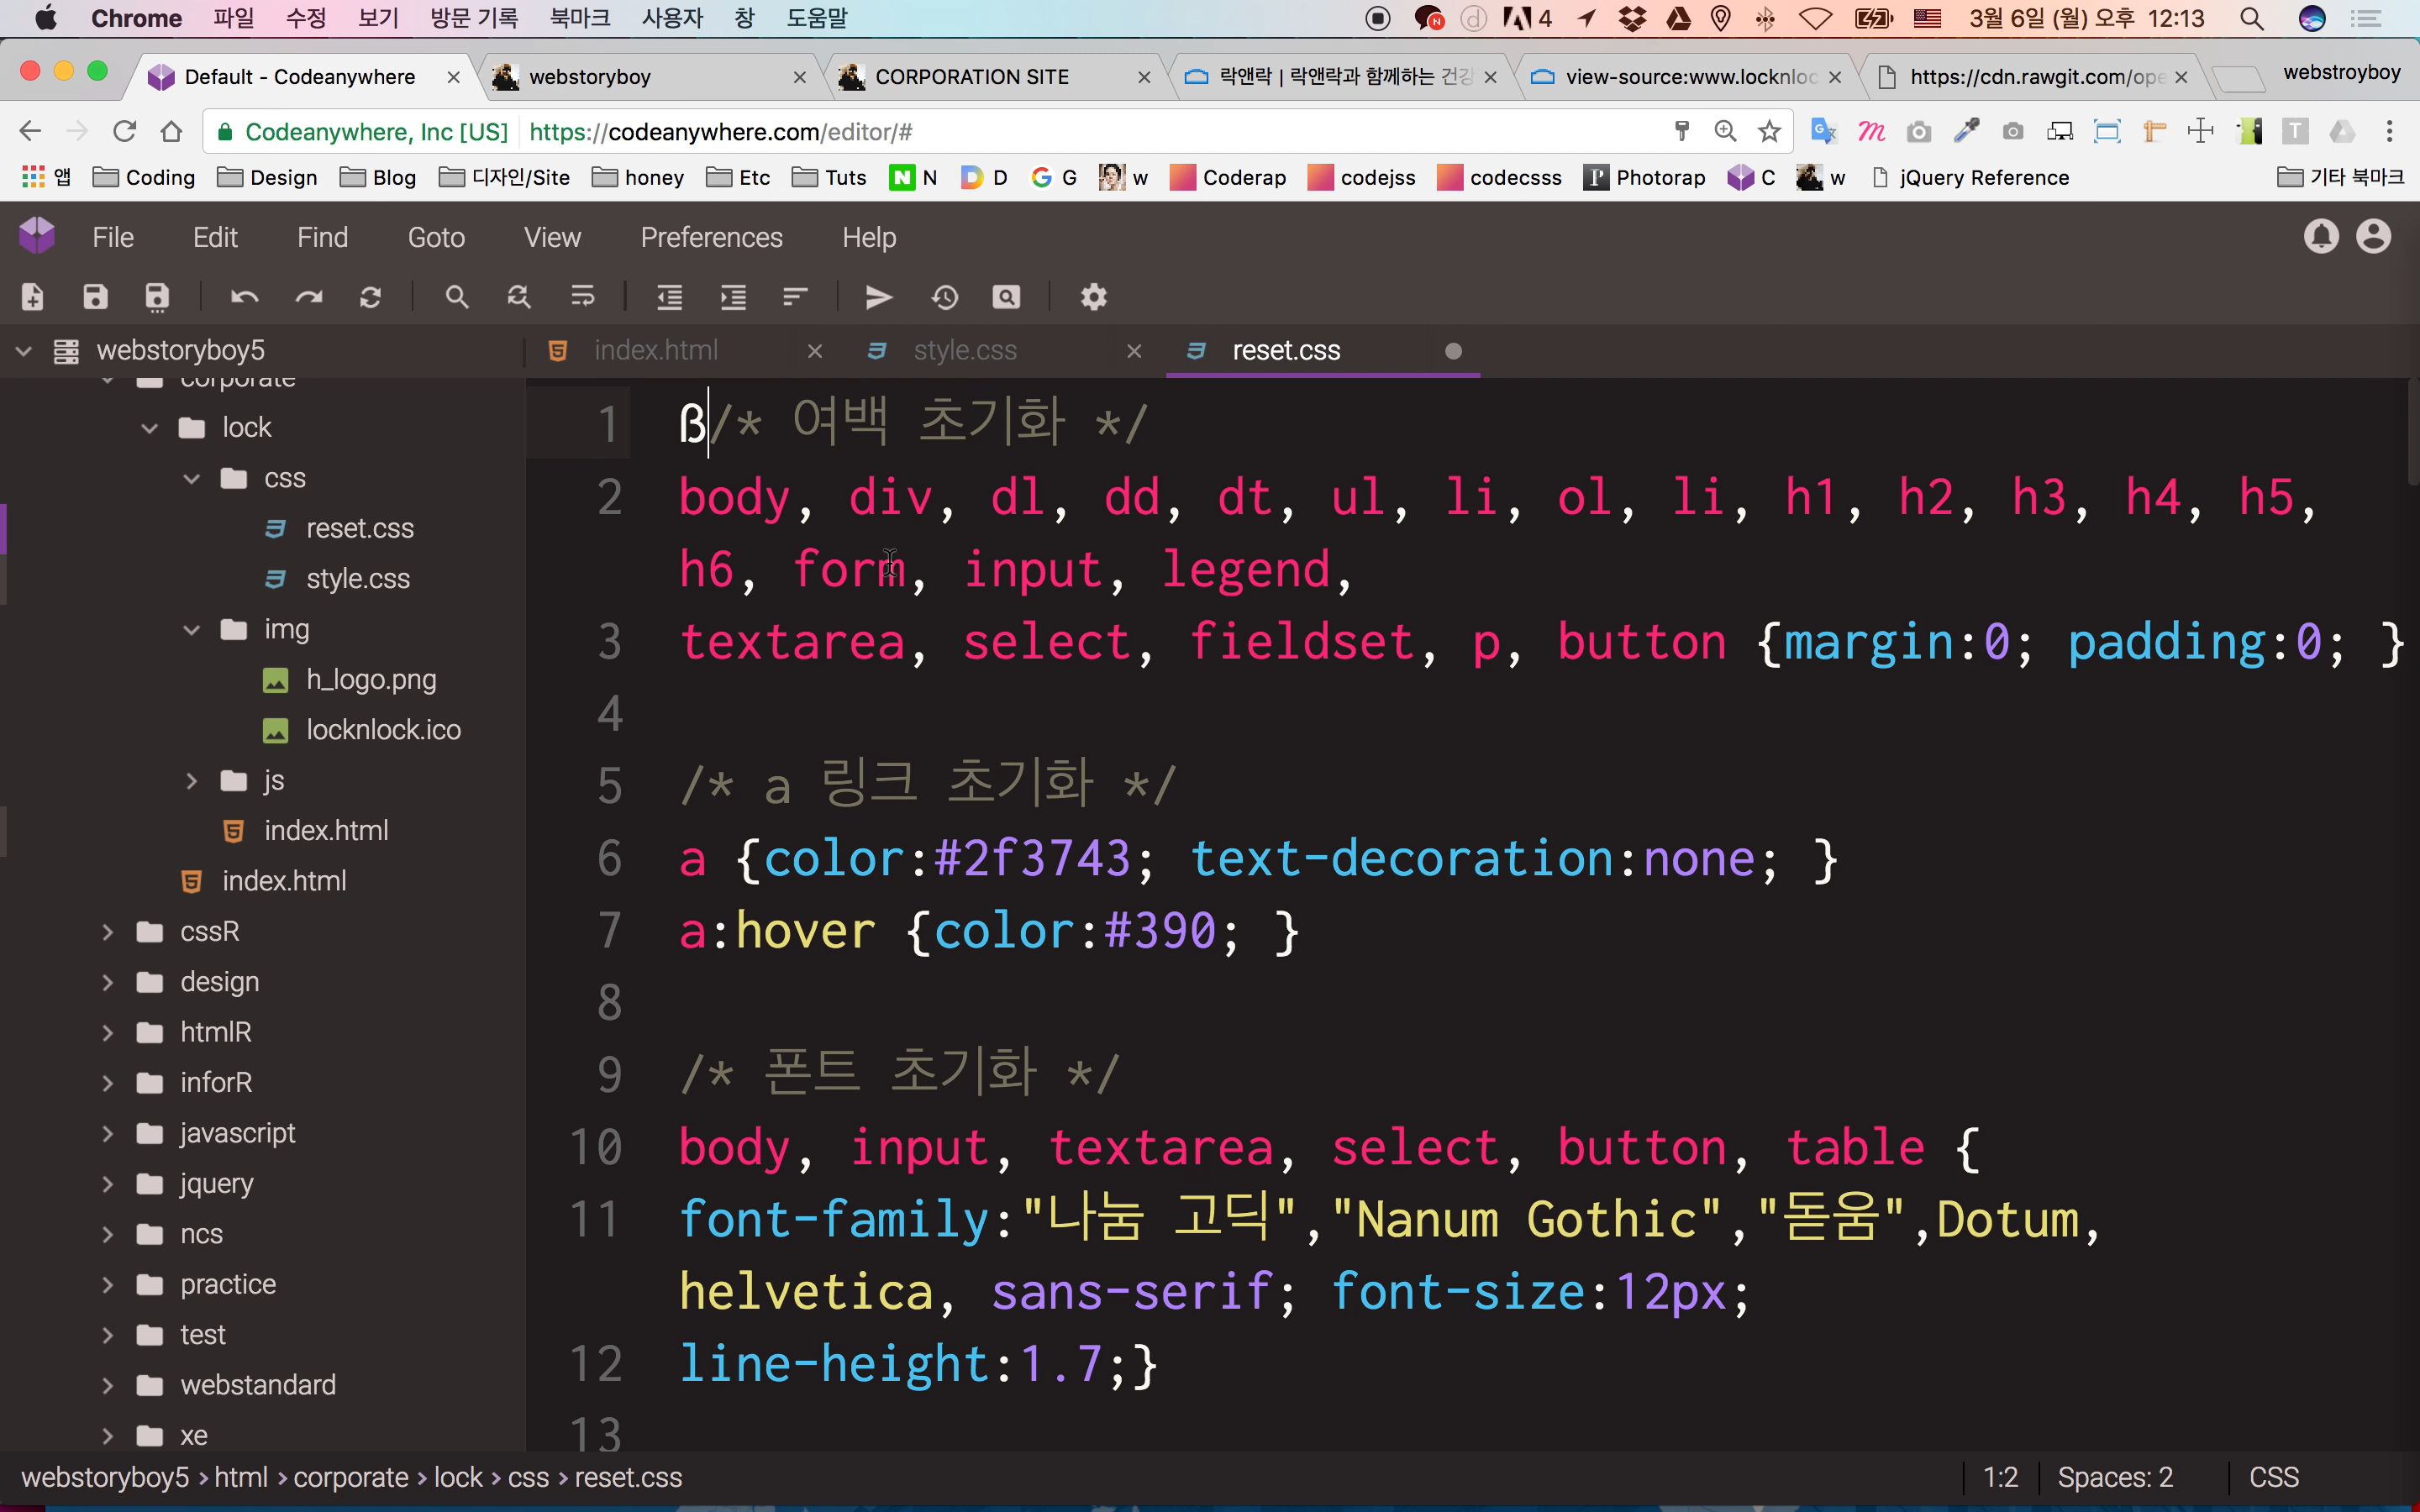 Chrome 파일 수정 보기 방문 기록 북마크 사용자 창 도움말 4 3월 6일 (월) 오후 12:13
Default - Codeanywhere webstoryboy CORPORATION SITE 락앤락 | 락앤락과 함께하는 건강 view-source:www.locknloc https://cdn.rawgit.com/ope webstroyboy
Codeanywhere, Inc [US] https://codeanywhere.com/editor/#
앱 Coding Design Blog 디자인/Site honey Etc Tuts N D G w Coderap codejss codecsss Photorap C w jQuery Reference 기타 북마크
File Edit Find Goto View Preferences Help
webstoryboy5 index.html style.css reset.css
corporate
lock
css
reset.css
style.css
img
h_logo.png
locknlock.ico
js
index.html
index.html
cssR
design
htmlR
inforR
javascript
jquery
ncs
practice
test
webstandard
xe
1 ß/* 여백 초기화 */
2 body, div, dl, dd, dt, ul, li, ol, li, h1, h2, h3, h4, h5,
h6, form, input, legend,
3 textarea, select, fieldset, p, button {margin:0; padding:0; }
4
5 /* a 링크 초기화 */
6 a {color:#2f3743; text-decoration:none; }
7 a:hover {color:#390; }
8
9 /* 폰트 초기화 */
10 body, input, textarea, select, button, table {
11 font-family:"나눔 고딕","Nanum Gothic","돋움",Dotum,
helvetica, sans-serif; font-size:12px;
12 line-height:1.7;}
13
webstoryboy5 > html > corporate > lock > css > reset.css 1:2 Spaces: 2 CSS